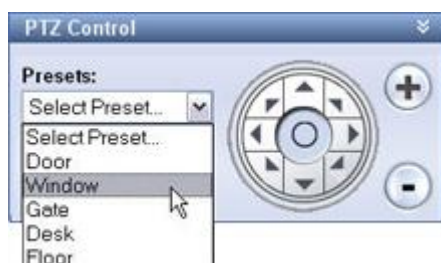 PTZ Control
Presets:
Select Preset...
Select Preset...
Door
Window
Gate
Desk
Floor